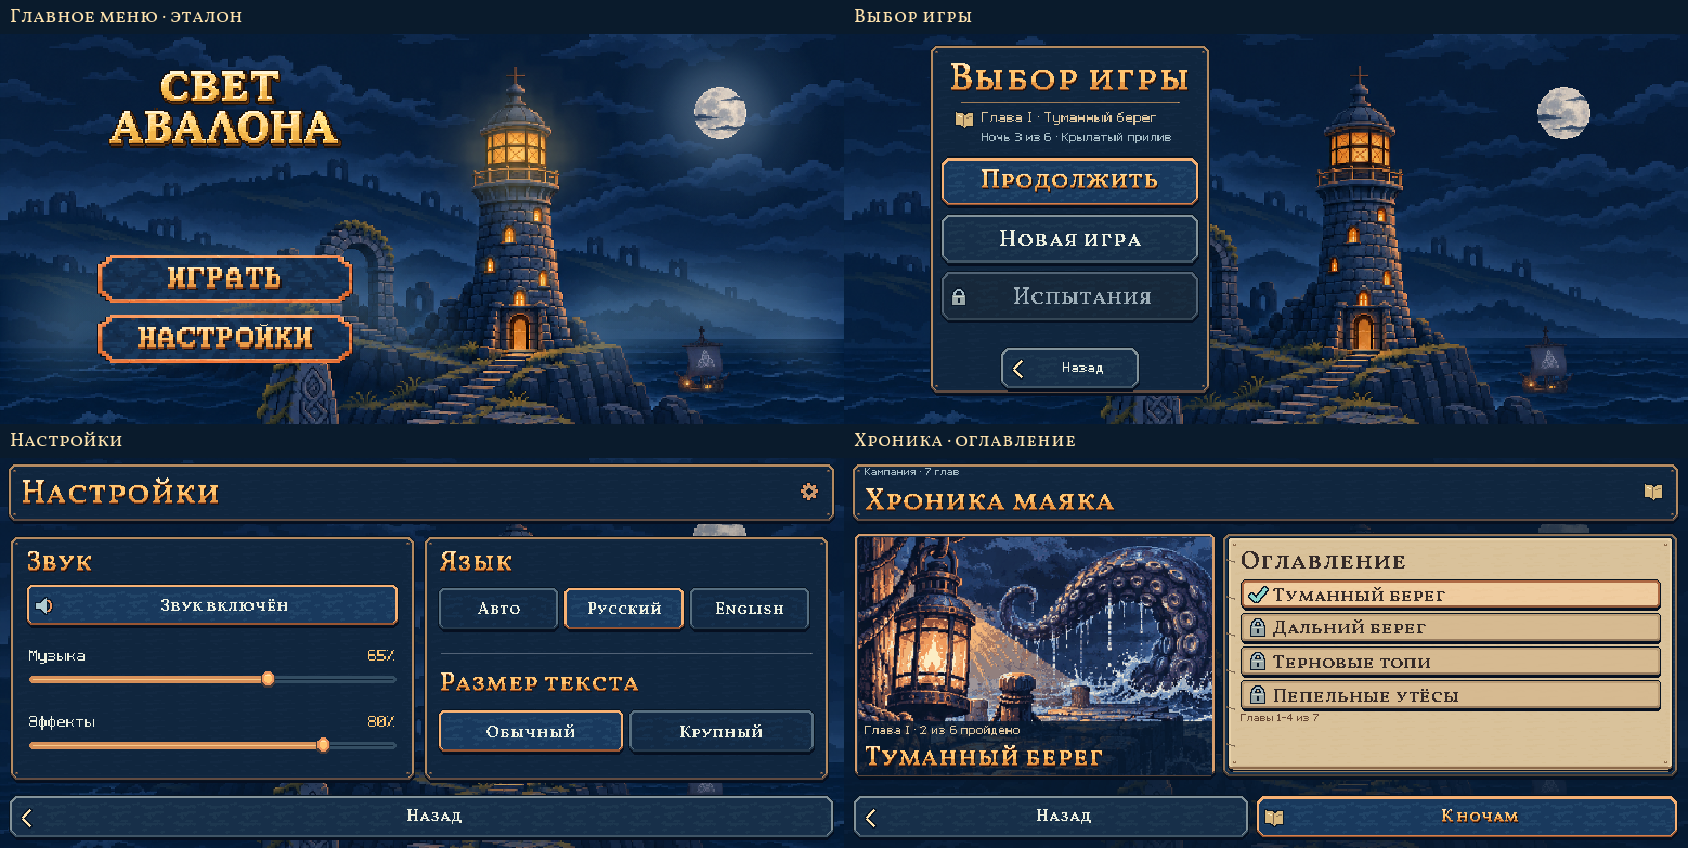 Главное меню · эталон
СВЕТ
АВАЛОНА
ИГРАТЬ
НАСТРОЙКИ
Выбор игры
Выбор игры
Глава I · Туманный берег
Ночь 3 из 6 · Крылатый прилив
Продолжить
Новая игра
Испытания
Назад
Настройки
Настройки
Звук
Звук включён
Музыка 65%
Эффекты 80%
Язык
Авто Русский English
Размер текста
Обычный Крупный
Назад
Хроника · оглавление
Кампания · 7 глав
Хроника маяка
Глава I · 2 из 6 пройдено
Туманный берег
Оглавление
Туманный берег
Дальний берег
Терновые топи
Пепельные утёсы
Главы 1-4 из 7
Назад
К ночам